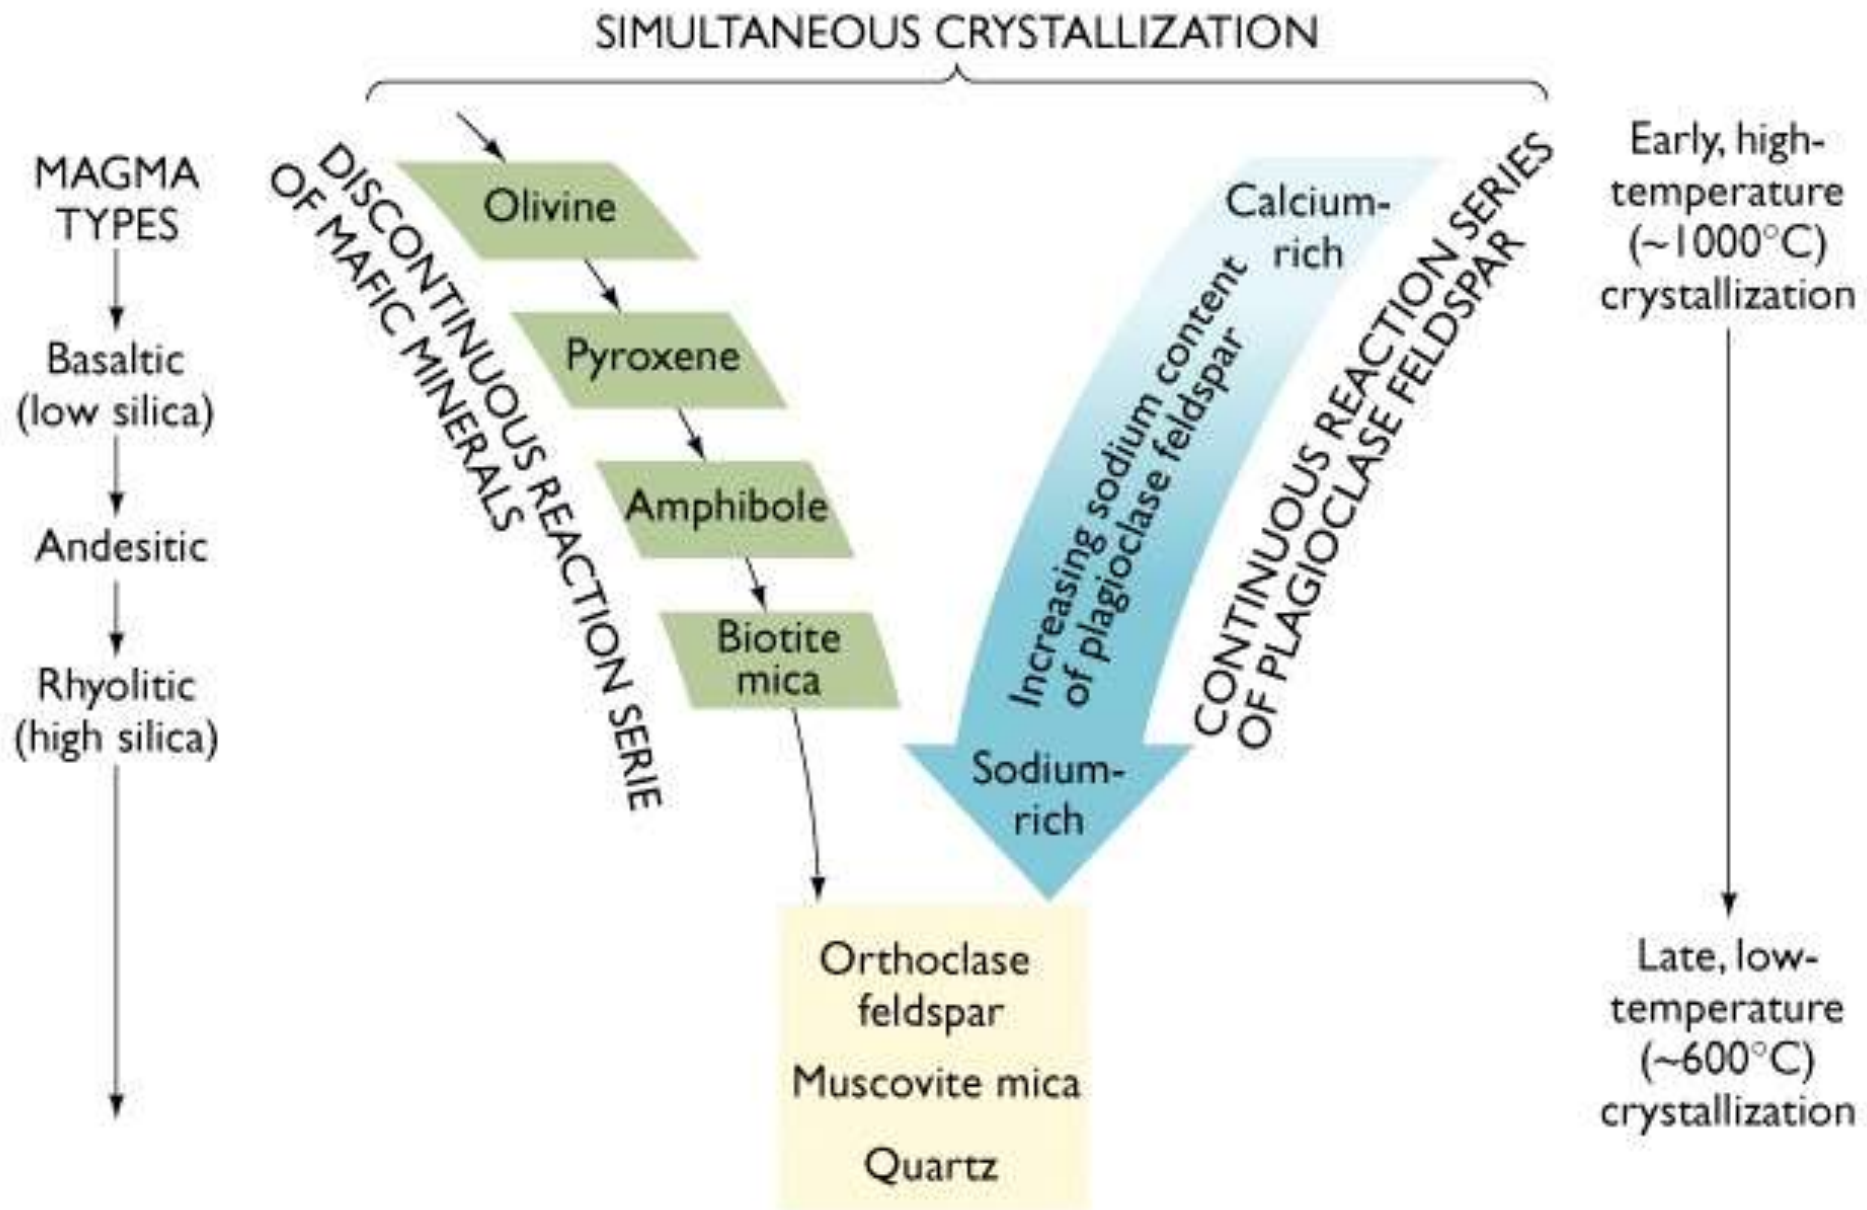 SIMULTANEOUS CRYSTALLIZATION
MAGMA
TYPES
Basaltic
(low silica)
Andesitic
Rhyolitic
(high silica)
DISCONTINUOUS REACTION SERIE
OF MAFIC MINERALS
Olivine
Pyroxene
Amphibole
Biotite
mica
Calcium-
rich
Increasing sodium content
of plagioclase feldspar
Sodium-
rich
CONTINUOUS REACTION SERIES
OF PLAGIOCLASE FELDSPAR
Orthoclase
feldspar
Muscovite mica
Quartz
Early, high-
temperature
(~1000°C)
crystallization
Late, low-
temperature
(~600°C)
crystallization